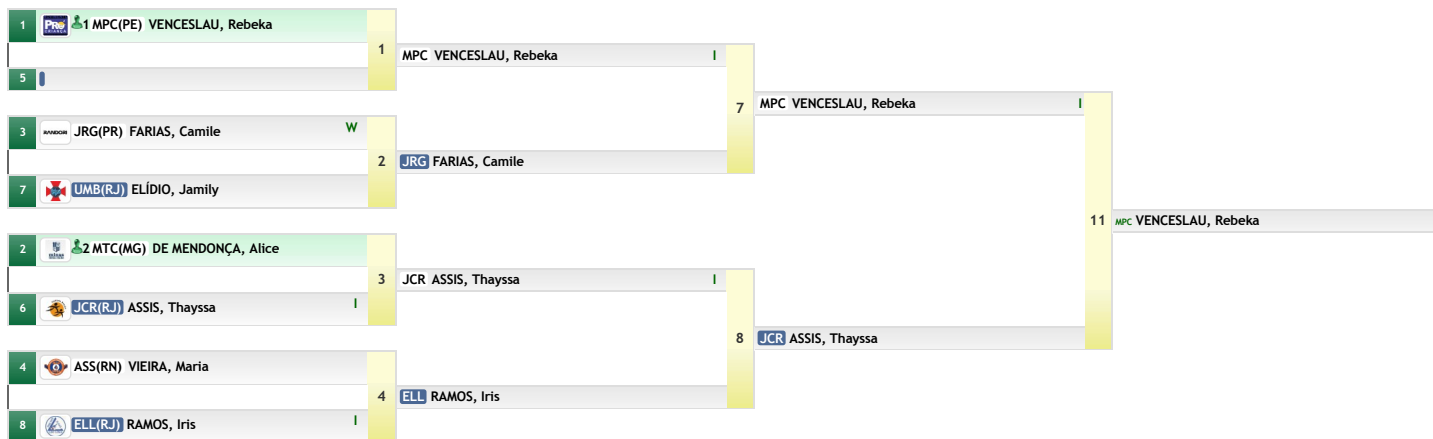 1 PRÓ CRIANÇA 1 MPC(PE) VENCESLAU, Rebeka
1
MPC VENCESLAU, Rebeka I
5
7
MPC VENCESLAU, Rebeka I
3 RANDORI JRG(PR) FARIAS, Camile W
2
JRG FARIAS, Camile
7 UMB(RJ) ELÍDIO, Jamily
11
MPC VENCESLAU, Rebeka
2 2 MTC(MG) DE MENDONÇA, Alice
3
JCR ASSIS, Thayssa I
6 JCR(RJ) ASSIS, Thayssa I
8
JCR ASSIS, Thayssa
4 ASS(RN) VIEIRA, Maria
4
ELL RAMOS, Iris
8 ELL(RJ) RAMOS, Iris I